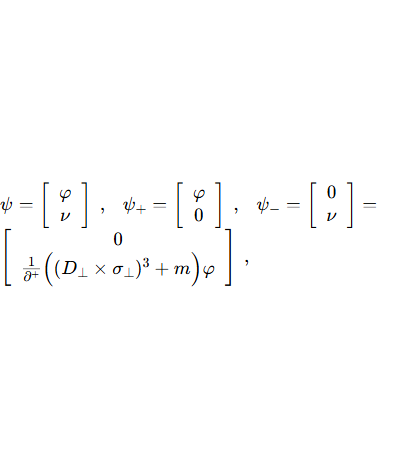 ψ = [ φ ν ] , ψ₊ = [ φ 0 ] , ψ₋ = [ 0 ν ] =
[ 0 1/∂⁺ ( (D⊥ × σ⊥)³ + m ) φ ] ,